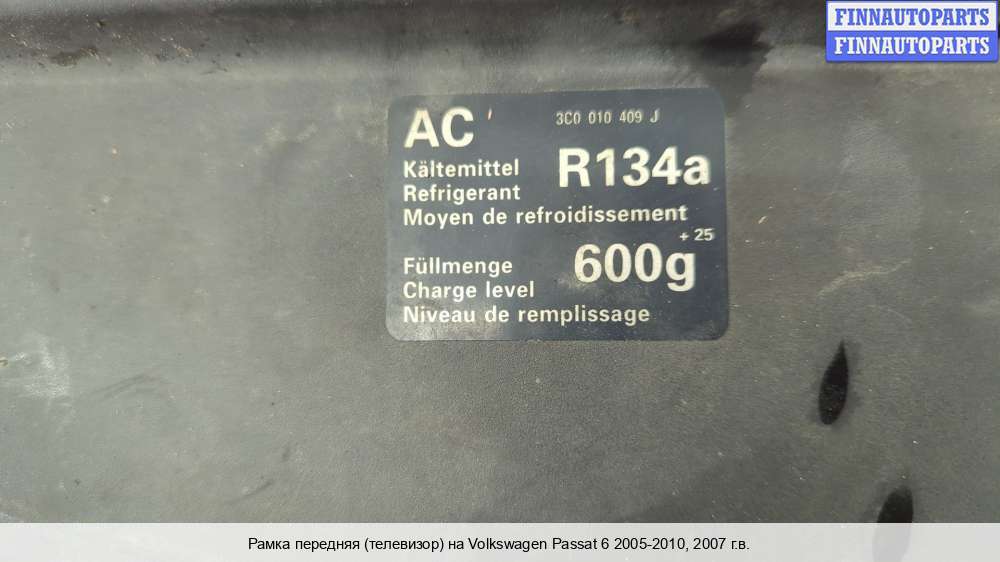 FINNAUTOPARTS
FINNAUTOPARTS
AC
3C0 010 409 J
Kältemittel
R134a
Refrigerant
Moyen de refroidissement
+ 25
Füllmenge
600g
Charge level
Niveau de remplissage
Рамка передняя (телевизор) на Volkswagen Passat 6 2005-2010, 2007 г.в.